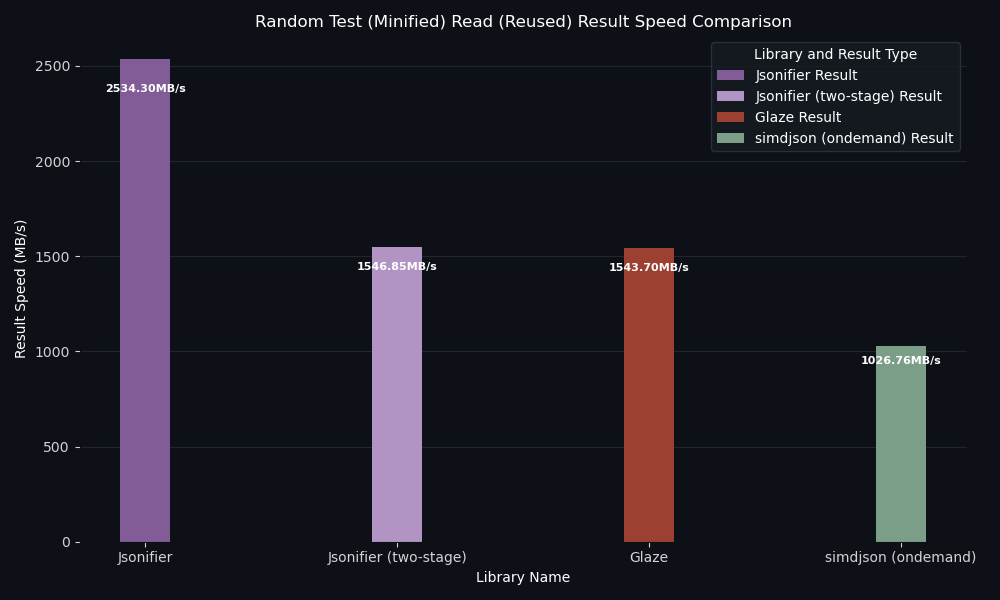 Random Test (Minified) Read (Reused) Result Speed Comparison
Library and Result Type
Jsonifier Result
Jsonifier (two-stage) Result
Glaze Result
simdjson (ondemand) Result
Result Speed (MB/s)
2500
2000
1500
1000
500
0
2534.30MB/s
1546.85MB/s
1543.70MB/s
1026.76MB/s
Jsonifier
Jsonifier (two-stage)
Glaze
simdjson (ondemand)
Library Name